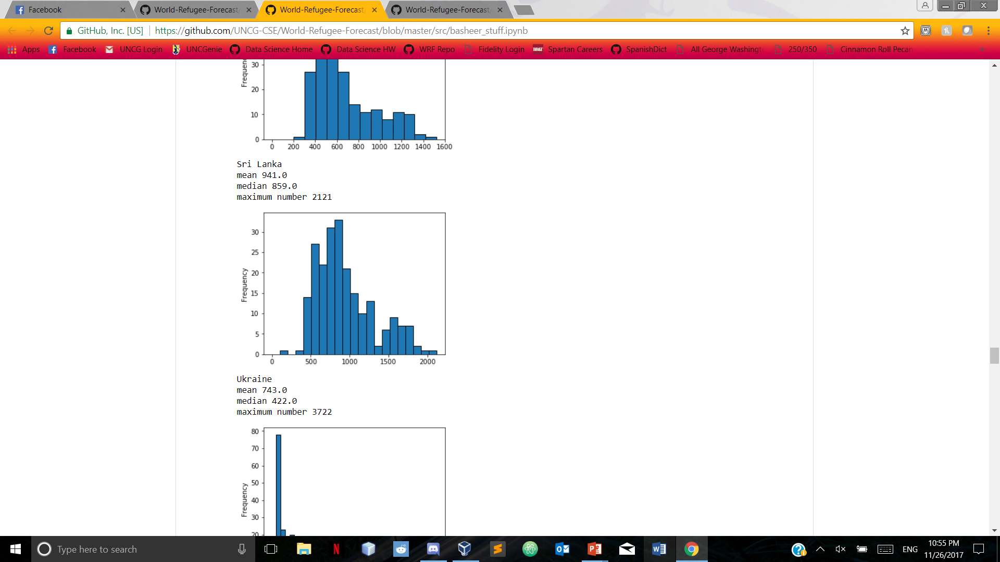 Facebook
World-Refugee-Forecast
World-Refugee-Forecast
World-Refugee-Forecast
GitHub, Inc. [US]
https://github.com/UNCG-CSE/World-Refugee-Forecast/blob/master/src/basheer_stuff.ipynb
Apps
Facebook
UNCG Login
UNCGenie
Data Science Home
Data Science HW
WRF Repo
Fidelity Login
BB&T
Spartan Careers
SpanishDict
All George Washingt
250/350
Cinnamon Roll Pecan
Frequenc
30
20
10
0
0 200 400 600 800 1000 1200 1400 1600
Sri Lanka
mean 941.0
median 859.0
maximum number 2121
Frequency
30
25
20
15
10
5
0
0 500 1000 1500 2000
Ukraine
mean 743.0
median 422.0
maximum number 3722
Frequency
80
70
60
50
40
30
20
Type here to search
ENG
10:55 PM
11/26/2017